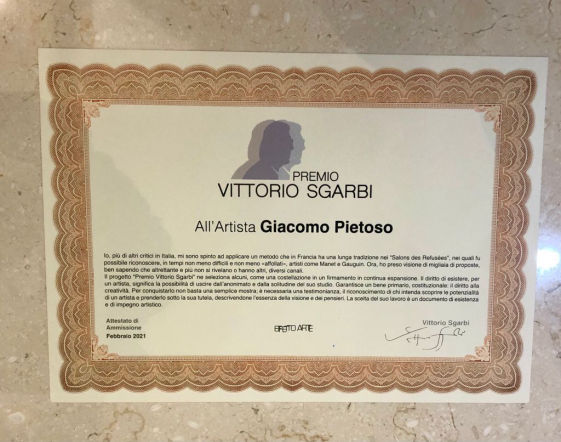 PREMIO
VITTORIO SGARBI
All'Artista Giacomo Pietoso
Io, più di altri critici in Italia, mi sono spinto ad applicare un metodo che in Francia ha una lunga tradizione nei "Salons des Refusées", nei quali fu
possibile riconoscere, in tempi non meno difficili e non meno «affollati», artisti come Manet e Gauguin. Ora, ho preso visione di migliaia di proposte,
ben sapendo che altrettante e più non si rivelano o hanno altri, diversi canali.
Il progetto "Premio Vittorio Sgarbi" ne seleziona alcuni, come una costellazione in un firmamento in continua espansione. Il diritto di esistere, per
un artista, significa la possibilità di uscire dall'anonimato e dalla solitudine del suo studio. Garantisce un bene primario, costituzionale: il diritto alla
creatività. Per conquistarlo non basta una semplice mostra; è necessaria una testimonianza, il riconoscimento di chi intenda scoprire le potenzialità
di un artista e prenderlo sotto la sua tutela, descrivendone l'essenza della visione e dei pensieri. La scelta del suo lavoro è un documento di esistenza
e di impegno artistico.
Attestato di
Ammissione
Febbraio 2021
EFFETTO ARTE
Vittorio Sgarbi